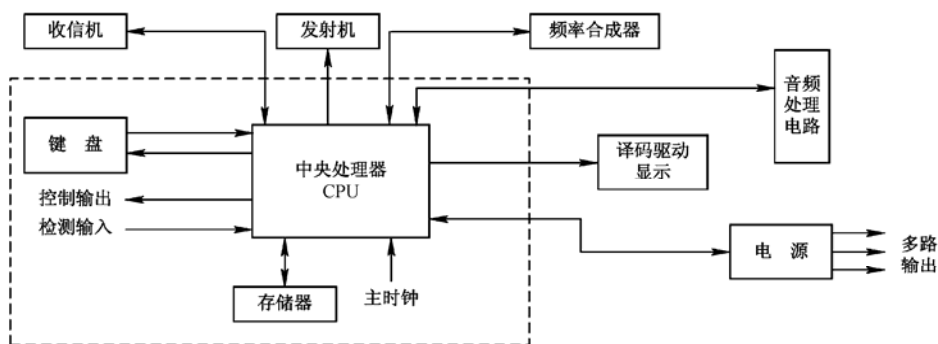 收信机
发射机
频率合成器
音频
处理
电路
键 盘
中央处理器
CPU
译码驱动
显示
控制输出
检测输入
电 源
多路
输出
存储器
主时钟